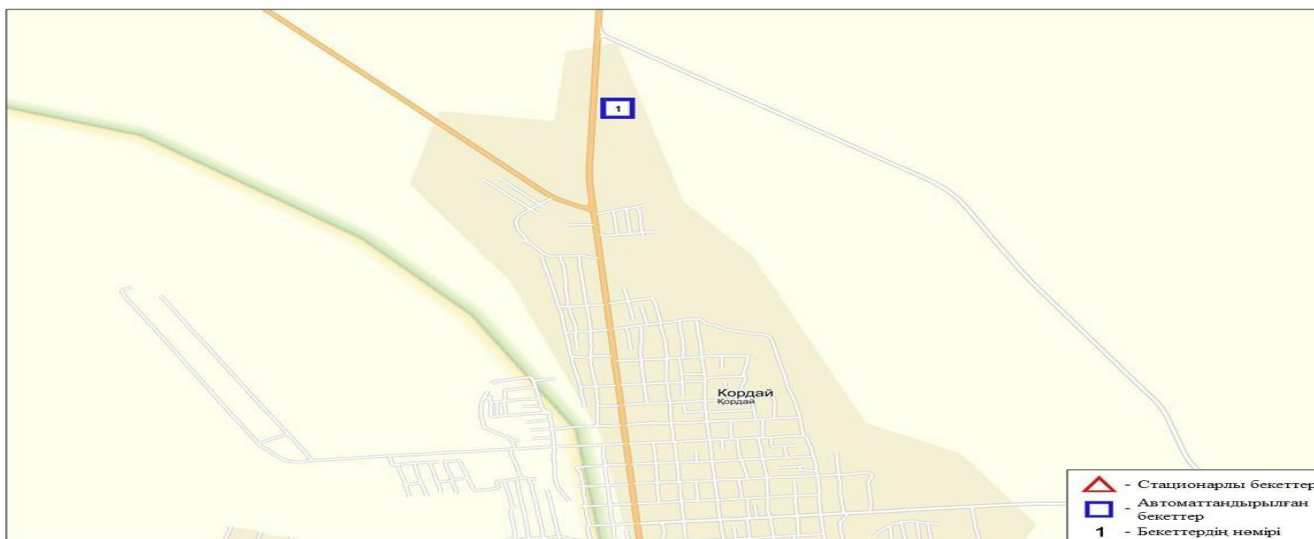 1
Кордай
Қордай
- Стационарлы бекеттер
- Автоматтандырылған
бекеттер
1 - Бекеттердің нөмірі